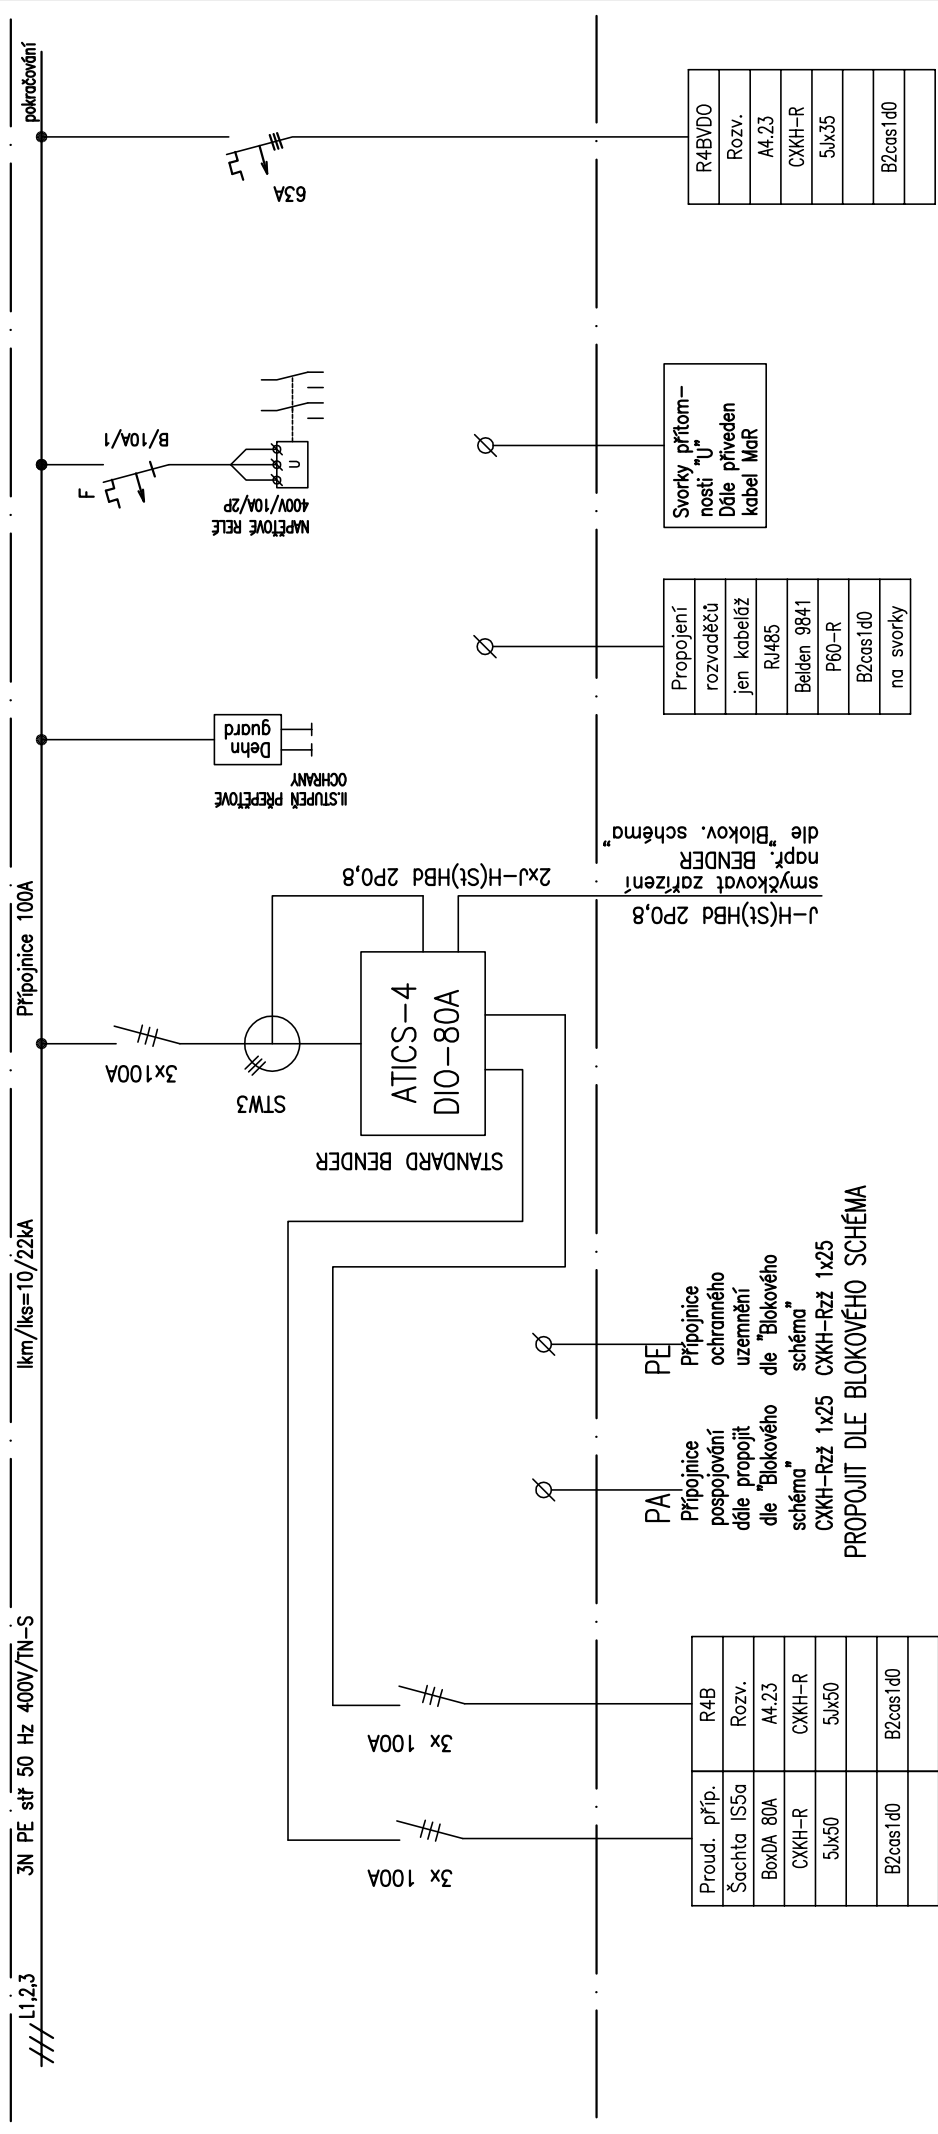 L1,2,3
3N PE stř 50 Hz 400V/TN-S
Ikm/Iks=10/22kA
Přípojnice 100A
pokračování
3x 100A
3x 100A
3x100A
STW3
STANDARD BENDER
ATICS-4
DIO-80A
2xJ-H(St)HBd 2P0,8
J-H(St)HBd 2P0,8
smyčkovat zařízení
např. BENDER
dle "Blokov. schéma"
II.STUPEŇ PŘEPĚŤOVÉ
OCHRANY
Dehn
guard
F
B/10A/1
NAPĚŤOVÉ RELÉ
400V/10A/2P
U
63A
Proud. příp.
Šachta IS5a
BoxDA 80A
CXKH-R
5Jx50
B2cas1d0
R4B
Rozv.
A4.23
CXKH-R
5Jx50
B2cas1d0
PA
Přípojnice
pospojování
dále propojit
dle "Blokového
schéma"
CXKH-Rzž 1x25
PE
Přípojnice
ochranného
uzemnění
dle "Blokového
schéma"
CXKH-Rzž 1x25
PROPOJIT DLE BLOKOVÉHO SCHÉMA
Propojení
rozvaděčů
jen kabeláž
RJ485
Belden 9841
P60-R
B2cas1d0
na svorky
Svorky přítom-
nosti "U"
Dále přiveden
kabel MaR
R4BVDO
Rozv.
A4.23
CXKH-R
5Jx35
B2cas1d0